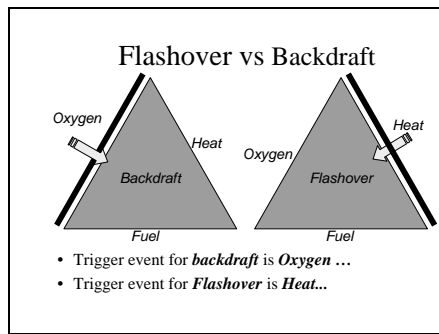 Flashover vs Backdraft
Oxygen
Heat
Backdraft
Fuel
Oxygen
Heat
Flashover
Fuel
• Trigger event for backdraft is Oxygen …
• Trigger event for Flashover is Heat...